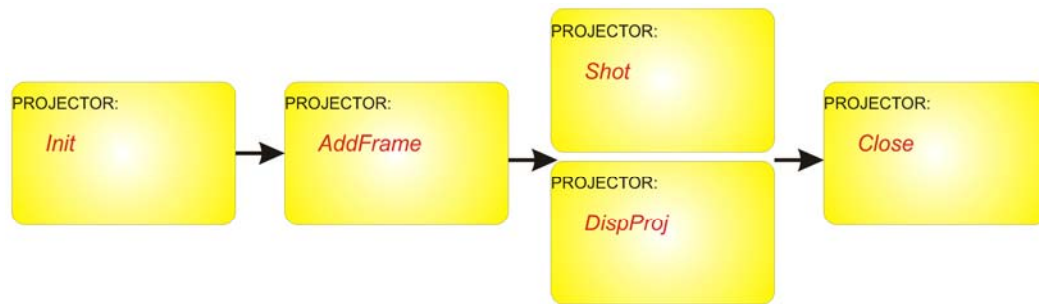 PROJECTOR:
Init
PROJECTOR:
AddFrame
PROJECTOR:
Shot
PROJECTOR:
DispProj
PROJECTOR:
Close